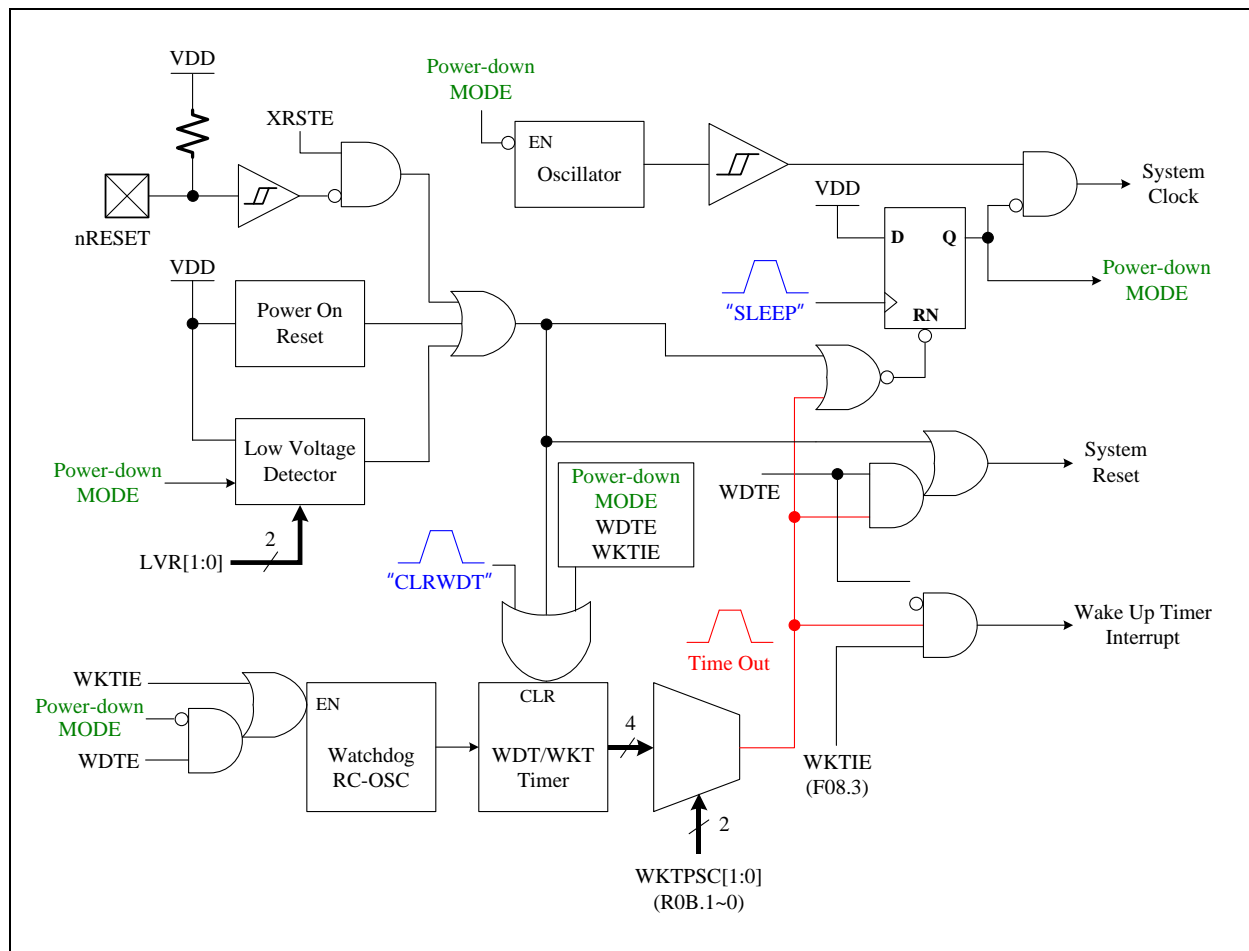 VDD
Power-down
MODE
XRSTE
EN
Oscillator
System
Clock
nRESET
VDD
D
Q
RN
"SLEEP"
Power-down
MODE
VDD
Power On
Reset
Low Voltage
Detector
Power-down
MODE
LVR[1:0]
2
Power-down
MODE
WDTE
WKTIE
"CLRWDT"
WDTE
System
Reset
Time Out
Wake Up Timer
Interrupt
WKTIE
(F08.3)
WKTIE
Power-down
MODE
WDTE
EN
Watchdog
RC-OSC
CLR
WDT/WKT
Timer
4
2
WKTPSC[1:0]
(R0B.1~0)